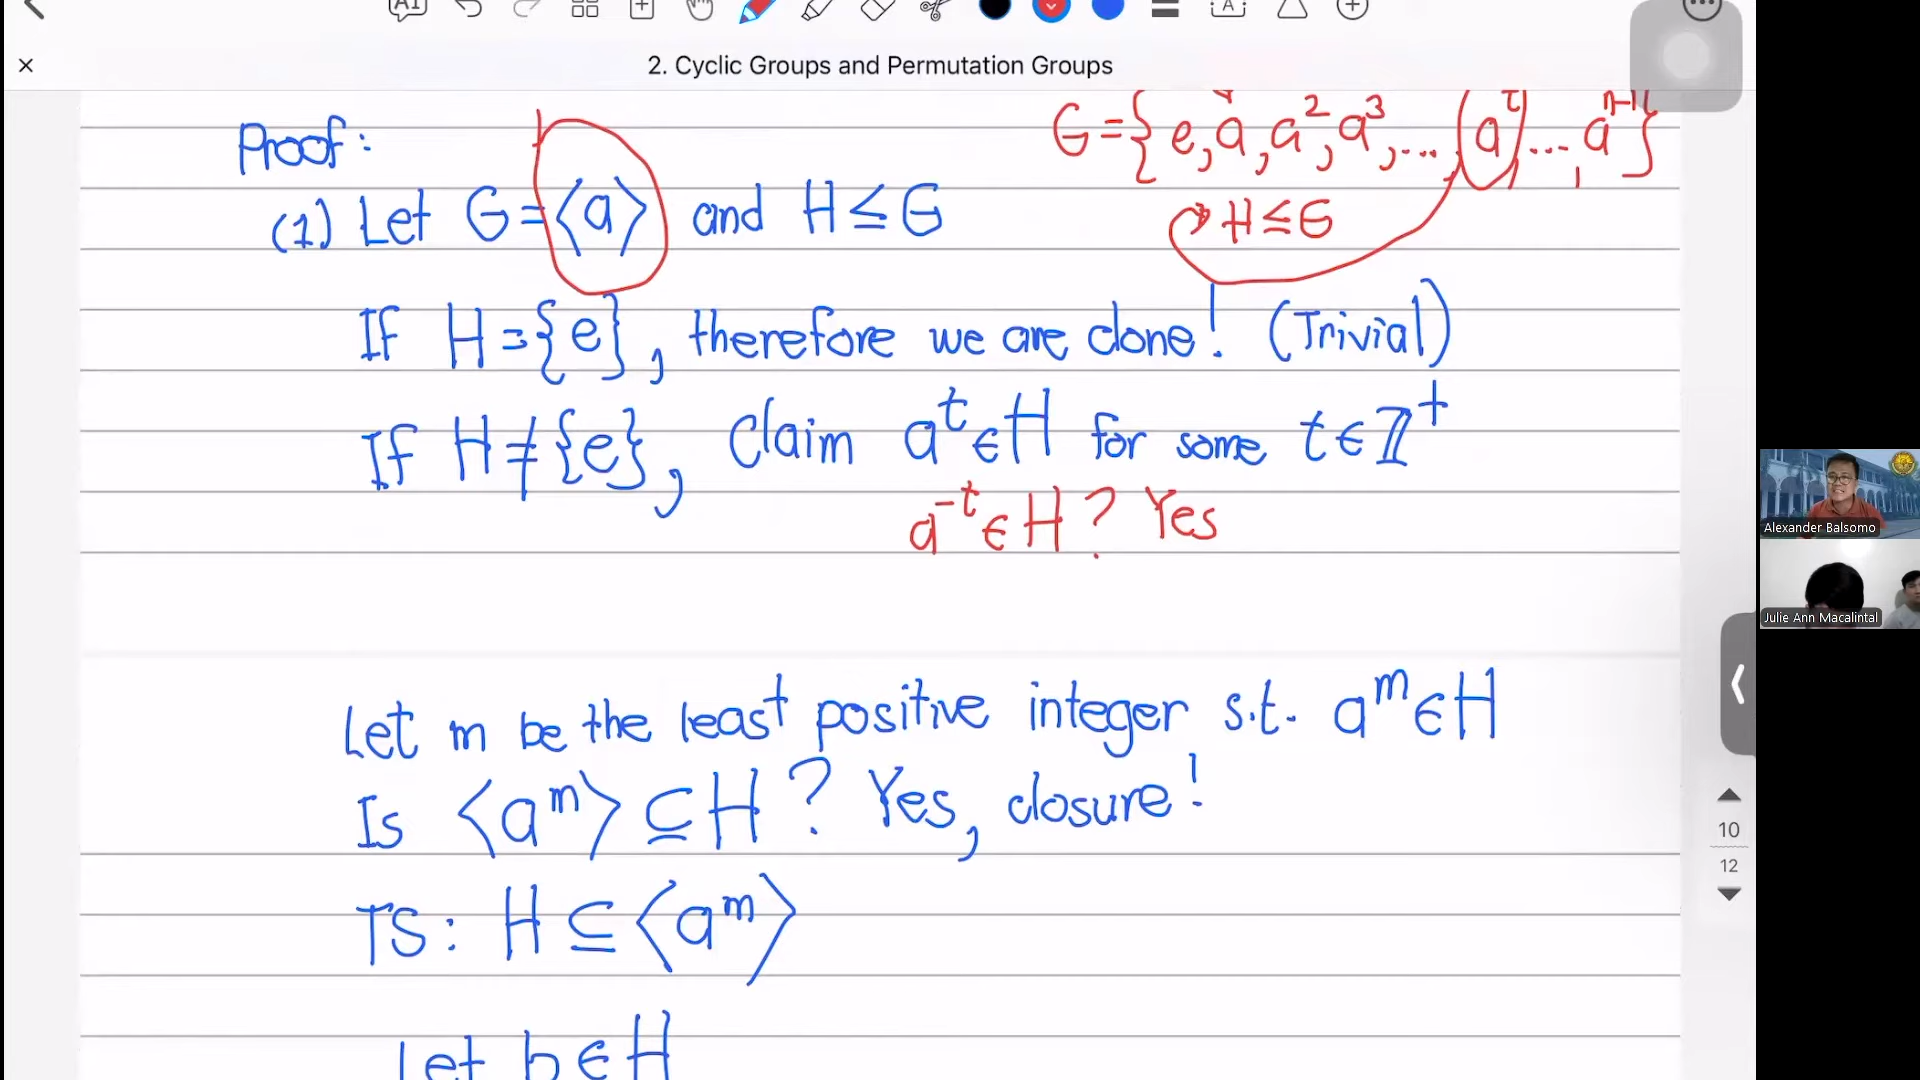 2. Cyclic Groups and Permutation Groups
Proof:
G={e, a, a², a³, ..., aᵗ, ..., aⁿ⁻¹}
(1) Let G=⟨a⟩ and H≤G
H≤G
If H={e}, therefore we are done! (Trivial)
If H≠{e}, Claim aᵗ∈H for some t∈ℤ⁺
a⁻ᵗ∈H? Yes
Let m be the least positive integer s.t. aᵐ∈H
Is ⟨aᵐ⟩⊆H? Yes, closure!
TS: H⊆⟨aᵐ⟩
Let b∈H
10
12
Alexander Balsomo
Julie Ann Macalintal